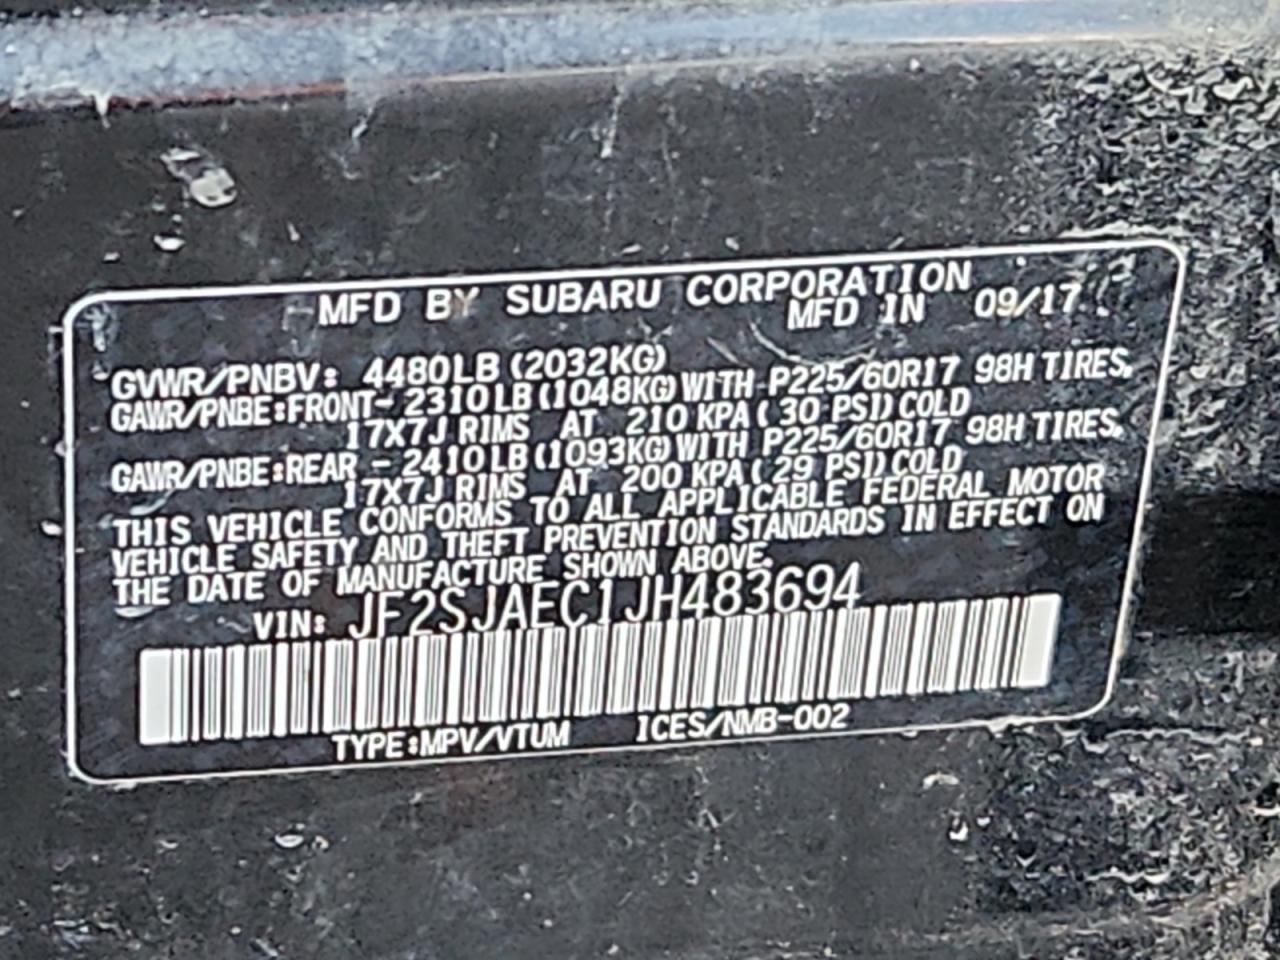 MFD BY SUBARU CORPORATION
MFD IN 09/17
GVWR/PNBV: 4480LB (2032KG)
GAWR/PNBE:FRONT- 2310LB (1048KG) WITH P225/60R17 98H TIRES,
17X7J RIMS AT 210 KPA ( 30 PSI) COLD
GAWR/PNBE:REAR - 2410LB (1093KG) WITH P225/60R17 98H TIRES,
17X7J RIMS AT 200 KPA ( 29 PSI) COLD
THIS VEHICLE CONFORMS TO ALL APPLICABLE FEDERAL MOTOR
VEHICLE SAFETY AND THEFT PREVENTION STANDARDS IN EFFECT ON
THE DATE OF MANUFACTURE SHOWN ABOVE.
VIN: JF2SJAEC1JH483694
TYPE:MPV/VTUM ICES/NMB-002